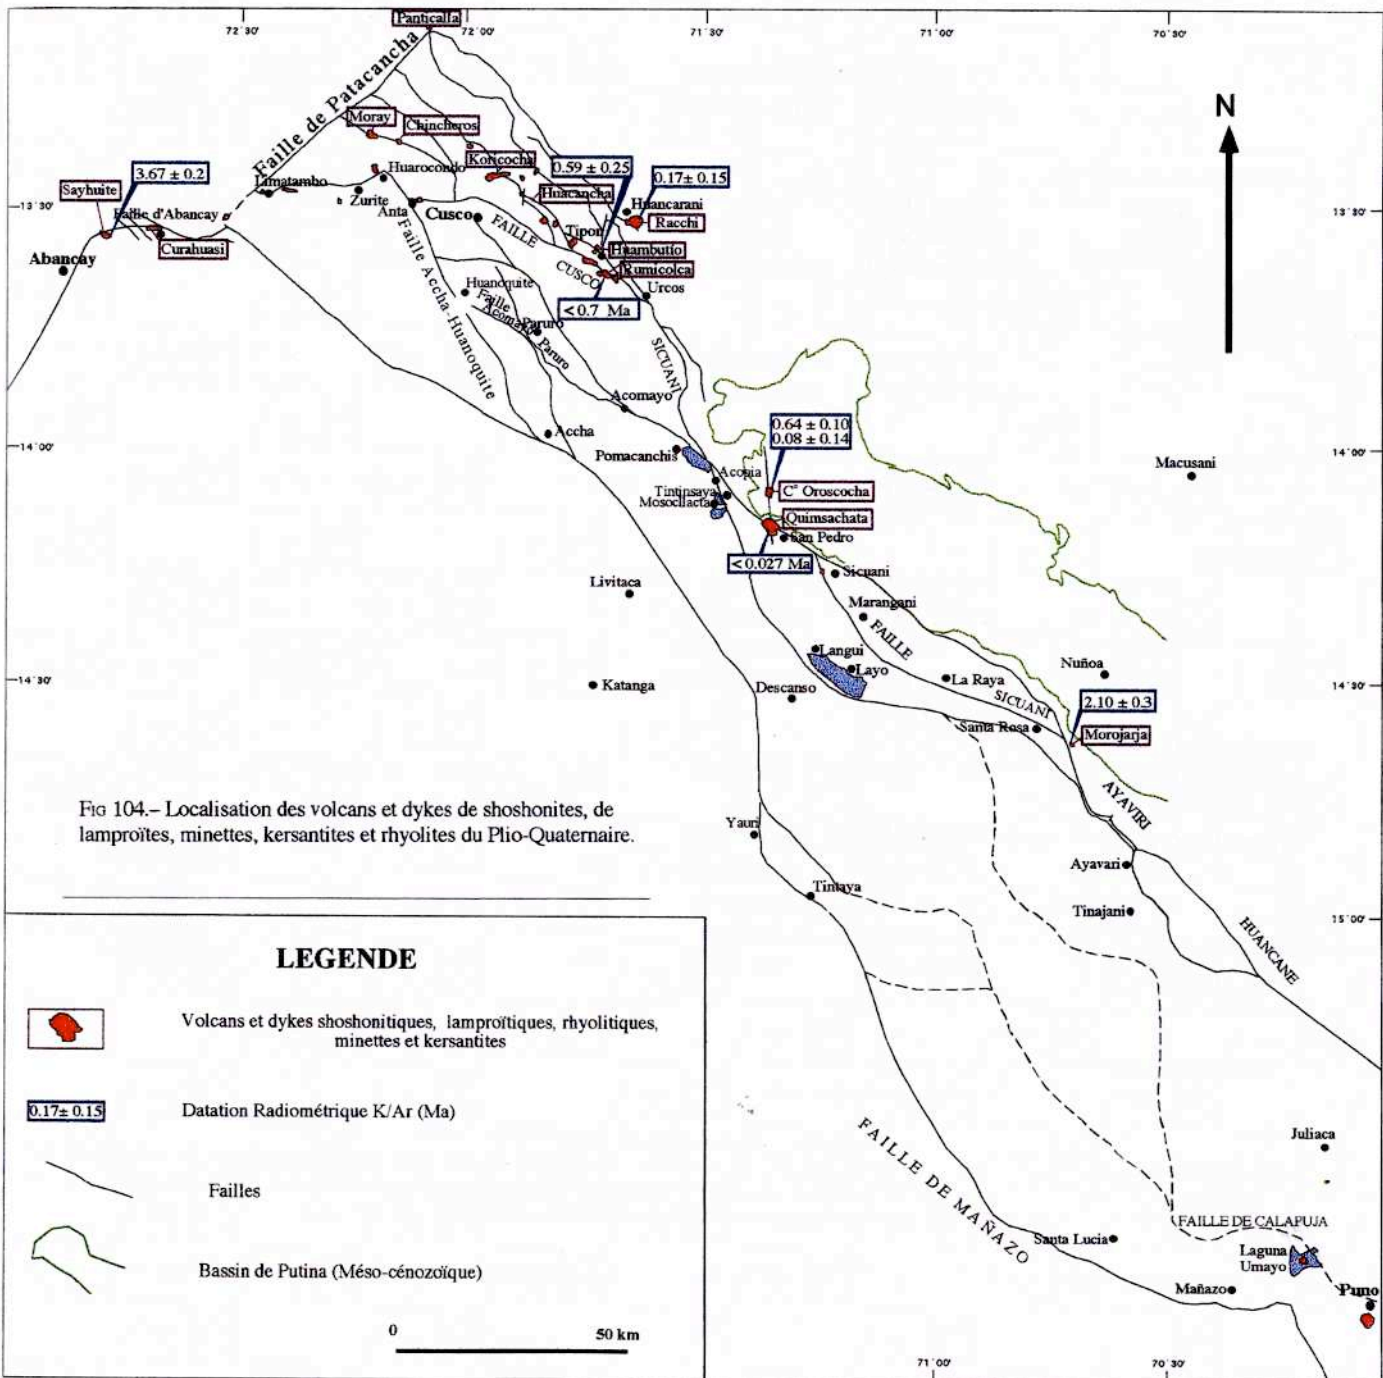 72°30'
72°00'
71°30'
71°00'
70°30'
Panticalla
Faille de Patacancha
N
Moray
Chincheros
Koricocha
0.59 ± 0.25
0.17± 0.15
3.67 ± 0.2
Huarocondo
Sayhuite
Limatambo
Zurite
Huacancha
Huancarani
13°30'
13°30'
Faille d'Abancay
Anta
Cusco
FAILLE
Tipon
Racchi
Curahuasi
Huambutio
Abancay
CUSCO
Rumicolca
Urcos
Faille Accha-Huanoquite
Huanoquite
Faille
Acomayo
Paruro
Paruro
< 0.7 Ma
SICUANI
Acomayo
Accha
0.64 ± 0.10
0.08 ± 0.14
14°00'
14°00'
Pomacanchis
Acopia
Macusani
Tintinsaya
Mosocllacta
C° Oroscocha
Quimsachata
San Pedro
< 0.027 Ma
Sicuani
Livitaca
Marangani
FAILLE
Langui
Layo
La Raya
Nuñoa
14°30'
14°30'
Katanga
Descanso
SICUANI
2.10 ± 0.3
Santa Rosa
Morojarja
FIG 104.– Localisation des volcans et dykes de shoshonites, de
lamproïtes, minettes, kersantites et rhyolites du Plio-Quaternaire.
AYAVIRI
Yauri
Ayavari
Tintaya
Tinajani
15°00'
HUANCANE
LEGENDE
Volcans et dykes shoshonitiques, lamproïtiques, rhyolitiques,
minettes et kersantites
0.17± 0.15
Datation Radiométrique K/Ar (Ma)
Failles
Bassin de Putina (Méso-cénozoïque)
0
50 km
FAILLE DE MAÑAZO
Juliaca
FAILLE DE CALAPUJA
Santa Lucia
Laguna
Umayo
Mañazo
Puno
71°00'
70°30'